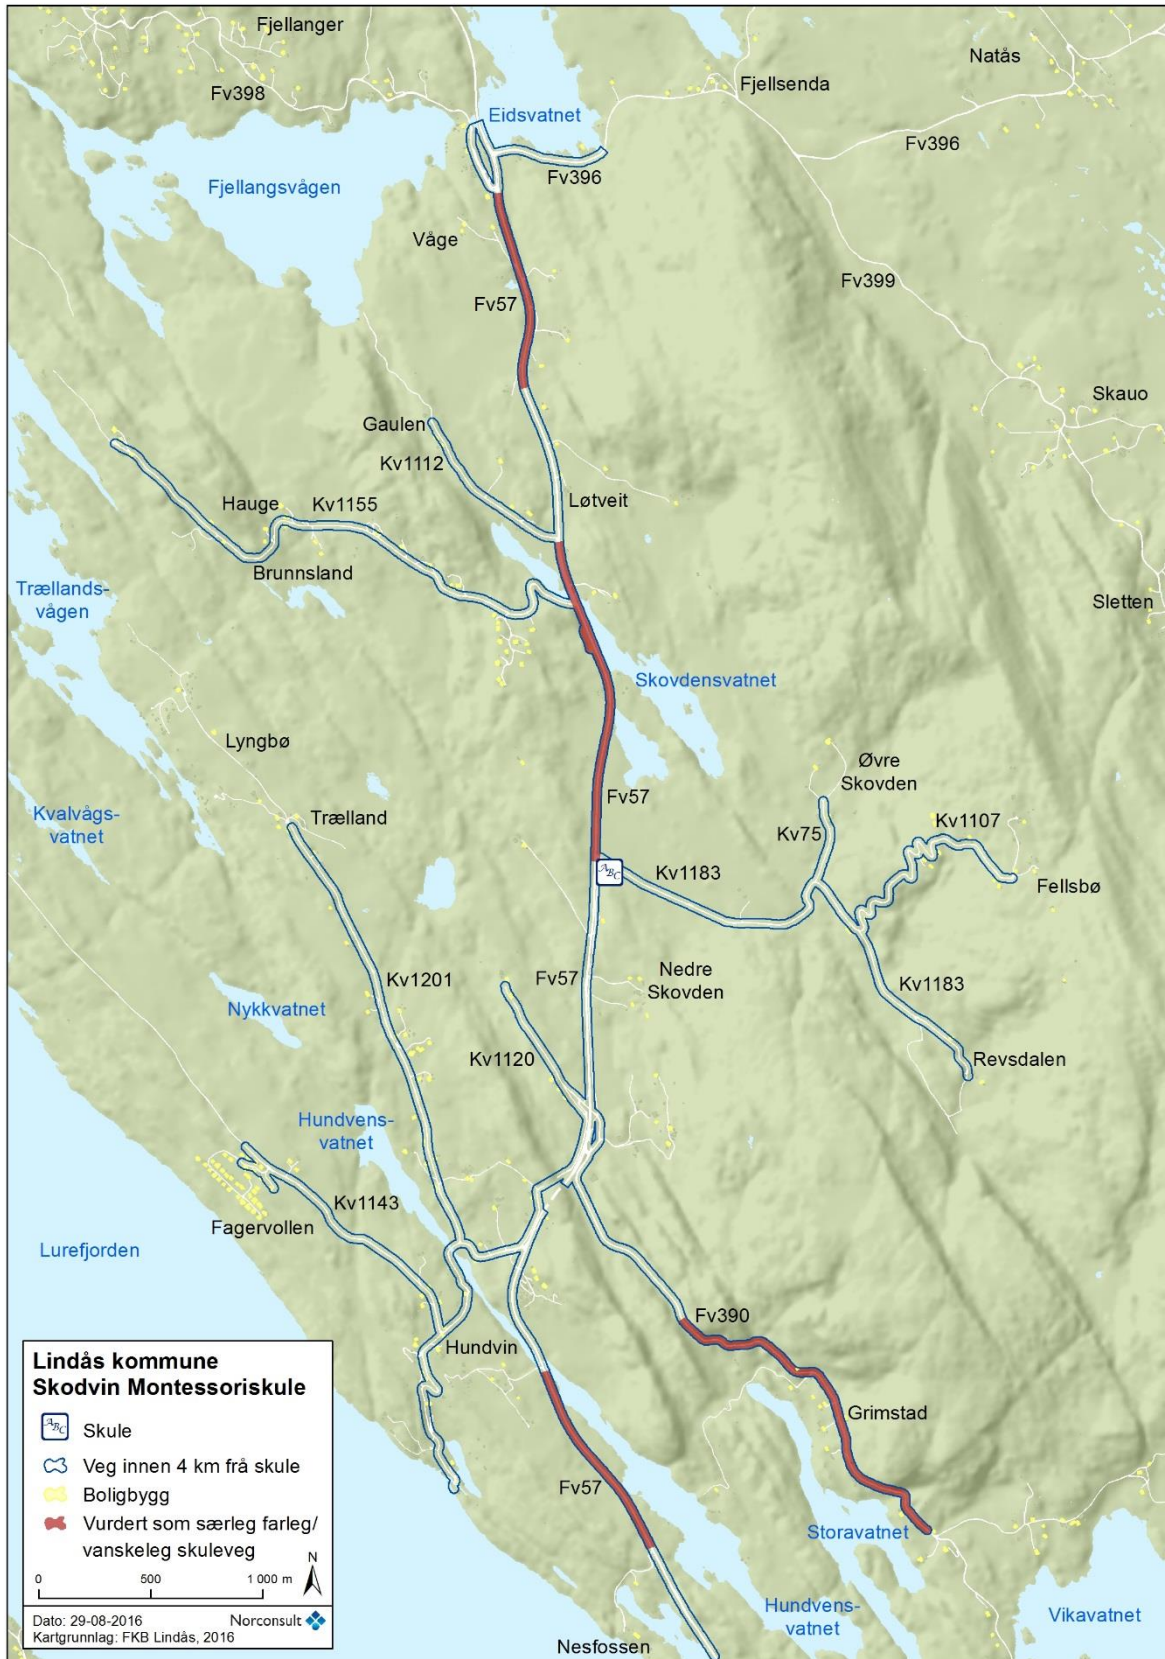 Fjellanger
Natås
Fjellsenda
Fv398
Eidsvatnet
Fv396
Fv396
Fjellangsvågen
Våge
Fv399
Fv57
Skauo
Gaulen
Kv1112
Hauge
Kv1155
Løtveit
Brunnsland
Trællands-
vågen
Sletten
Skovdensvatnet
Lyngbø
Øvre
Skovden
Fv57
Kvalvågs-
vatnet
Trælland
Kv75
Kv1107
ABC
Kv1183
Fellsbø
Nedre
Skovden
Fv57
Kv1201
Kv1183
Nykkvatnet
Kv1120
Revsdalen
Hundvens-
vatnet
Kv1143
Fagervollen
Lurefjorden
Fv390
Hundvin
Grimstad
Fv57
Storavatnet
Hundvens-
vatnet
Vikavatnet
Nesfossen
Lindås kommune
Skodvin Montessoriskule
ABC
Skule
Veg innen 4 km frå skule
Boligbygg
Vurdert som særleg farleg/
vanskeleg skuleveg
N
0 500 1 000 m
Dato: 29-08-2016 Norconsult
Kartgrunnlag: FKB Lindås, 2016